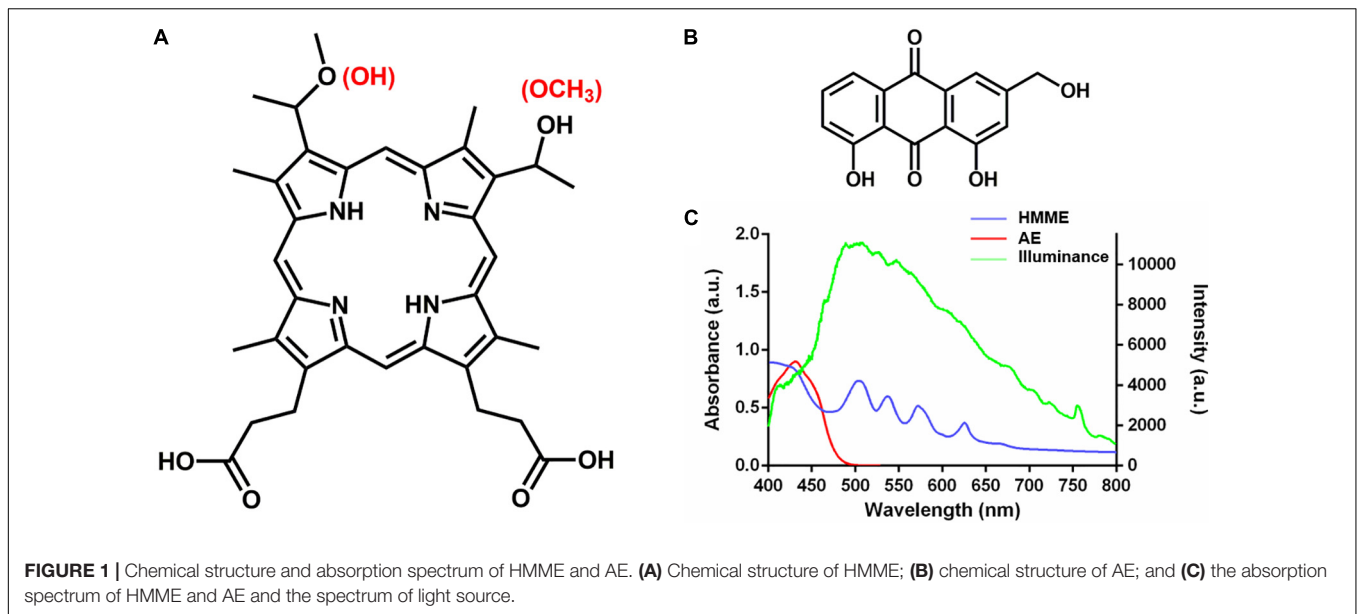 A
O (OH)
(OCH₃)
OH
NH
N
N
HN
HO
O
O
OH
B
O
OH
OH
O
OH
C
HMME
AE
Illuminance
Absorbance (a.u.)
2.0
1.5
1.0
0.5
0.0
10000
8000
6000
4000
2000
0
Intensity (a.u.)
400 450 500 550 600 650 700 750 800
Wavelength (nm)
FIGURE 1 | Chemical structure and absorption spectrum of HMME and AE. (A) Chemical structure of HMME; (B) chemical structure of AE; and (C) the absorption
spectrum of HMME and AE and the spectrum of light source.